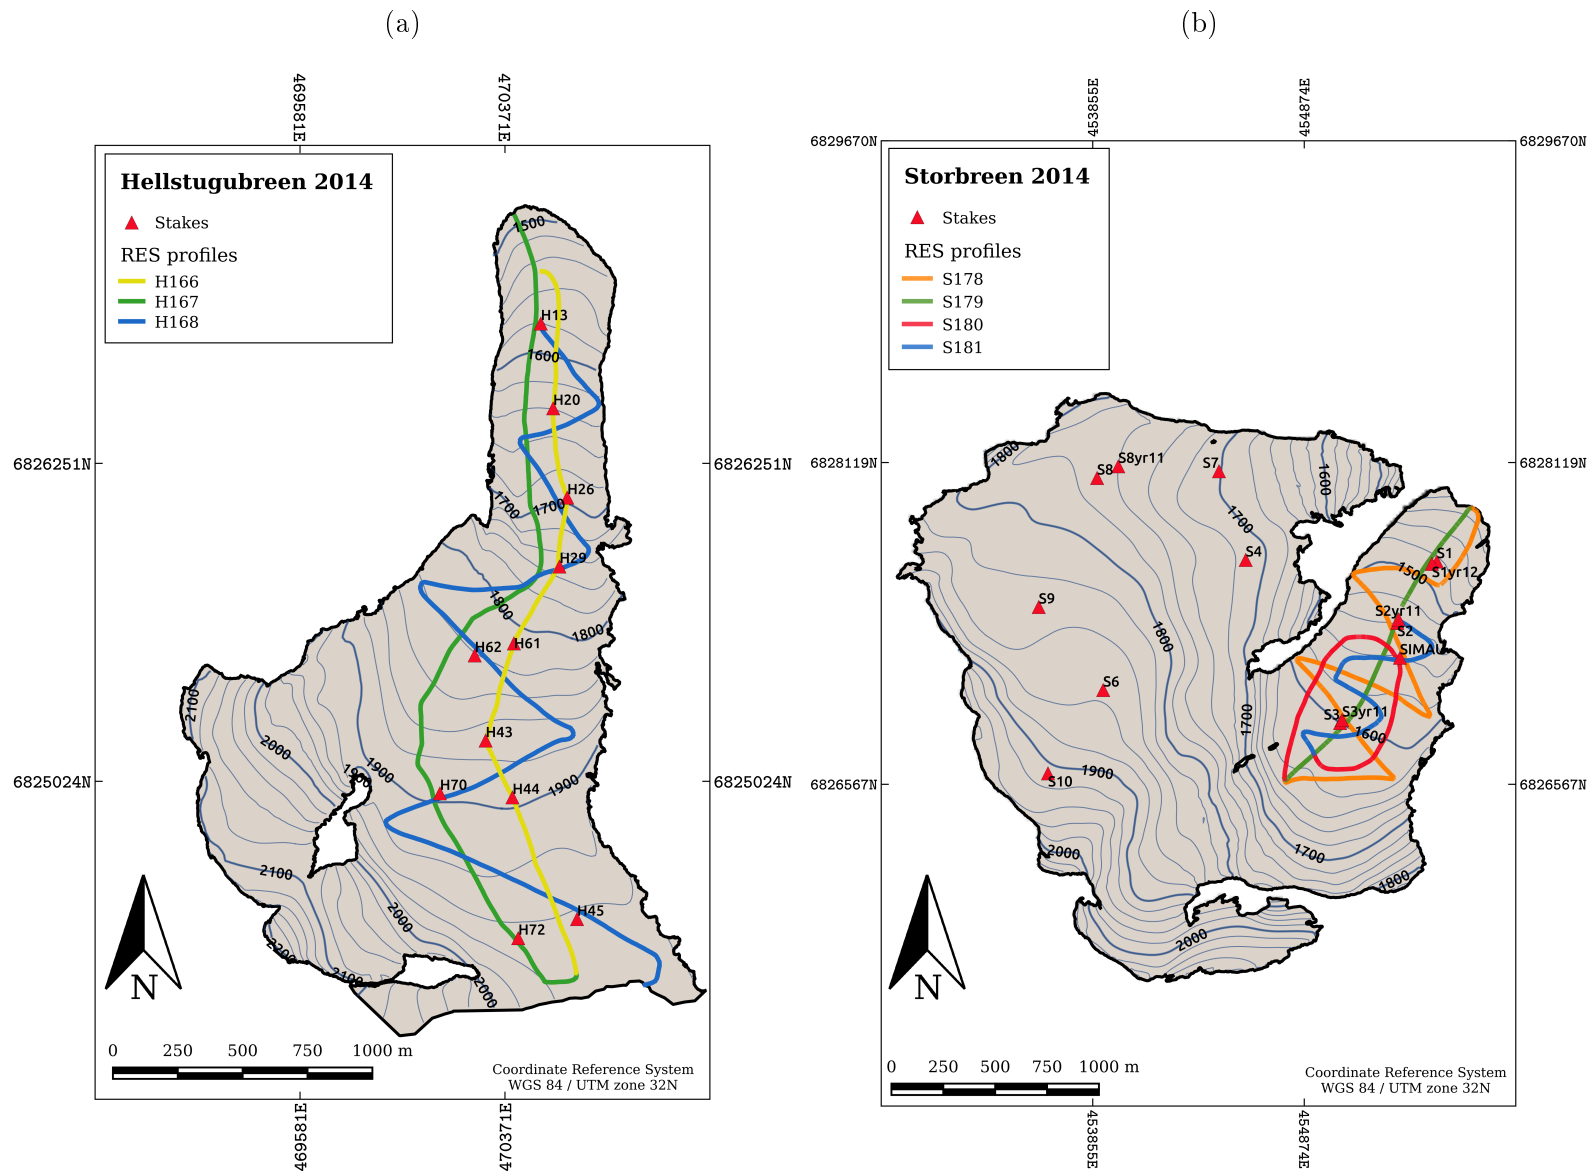 (a)
469581E
470371E
Hellstugubreen 2014
Stakes
RES profiles
H166
H167
H168
1500
H13
1600
H20
6826251N
6826251N
H26
1700
1700
H29
1800
1800
H62
H61
2100
H43
2000
1900
1900
6825024N
6825024N
H70
H44
1900
2100
2000
H45
H72
2200
2100
2000
N
0 250 500 750 1000 m
Coordinate Reference System
WGS 84 / UTM zone 32N
469581E
470371E
(b)
453855E
454874E
6829670N
6829670N
Storbreen 2014
Stakes
RES profiles
S178
S179
S180
S181
1800
S8
S8yr11
S7
6828119N
6828119N
1600
1700
S4
S1
S1yr12
1500
S9
S2yr11
S2
1800
SIMAU
S6
S3
S3yr11
1700
1600
1900
S10
6826567N
6826567N
2000
1700
1800
2000
N
0 250 500 750 1000 m
Coordinate Reference System
WGS 84 / UTM zone 32N
453855E
454874E